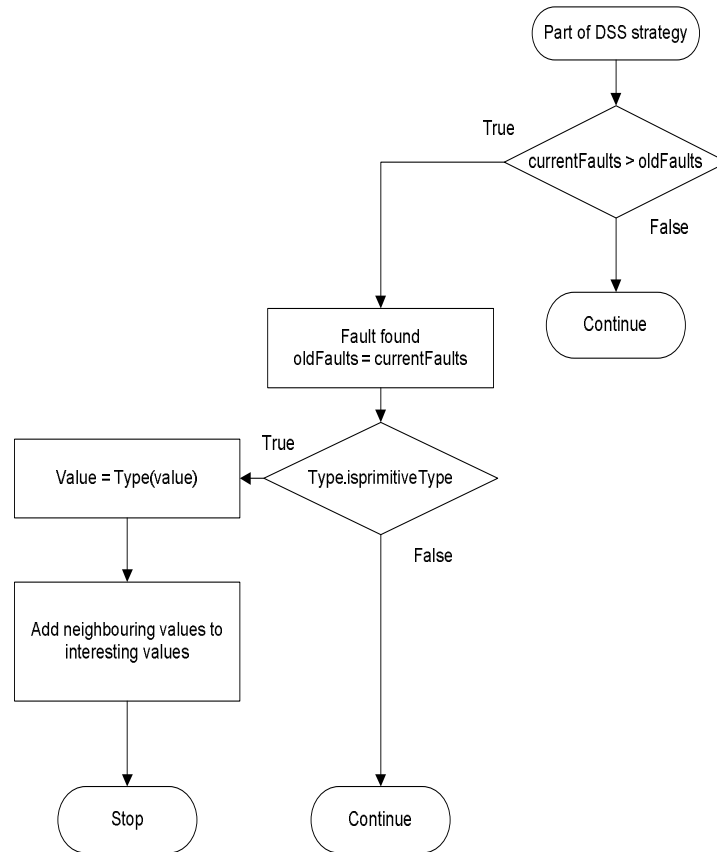 Part of DSS strategy
True
currentFaults > oldFaults
False
Continue
Fault found
oldFaults = currentFaults
True
Value = Type(value)
Type.isprimitiveType
False
Add neighbouring values to
interesting values
Stop
Continue